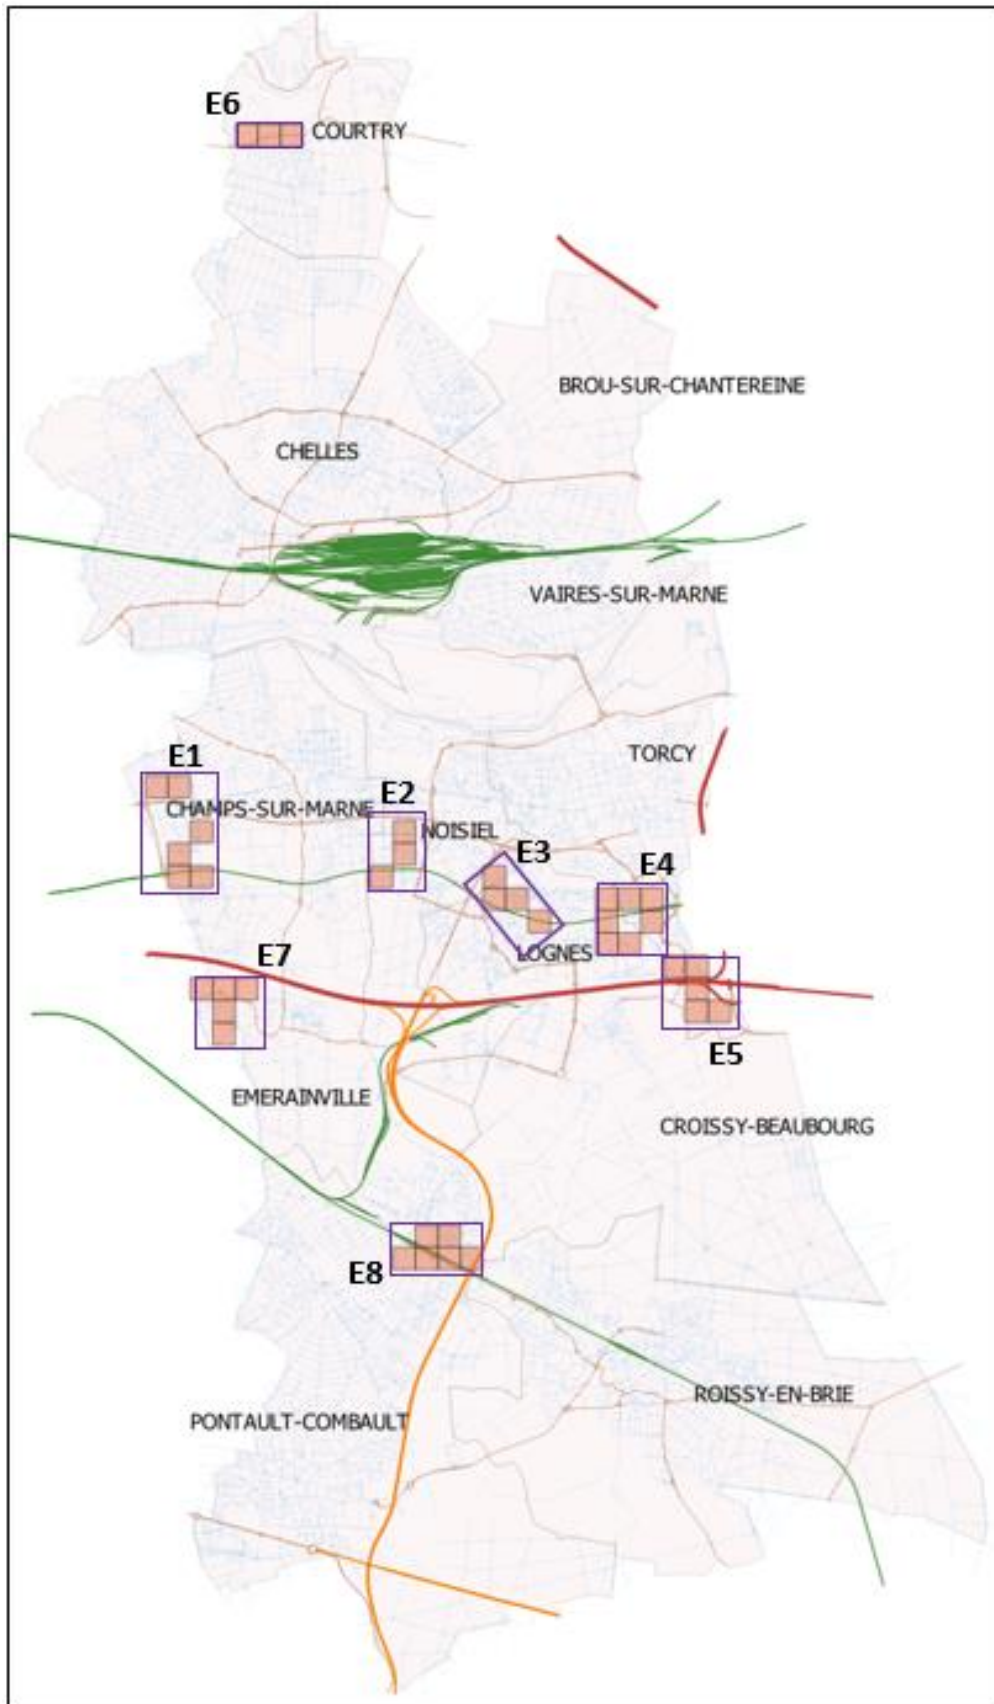 E6
COURTRY
BROU-SUR-CHANTEREINE
CHELLES
VAIRES-SUR-MARNE
TORCY
E1
CHAMPS-SUR-MARNE
E2
NOISIEL
E3
E4
LOGNES
E7
E5
EMERAINVILLE
CROISSY-BEAUBOURG
E8
ROISSY-EN-BRIE
PONTAULT-COMBAULT